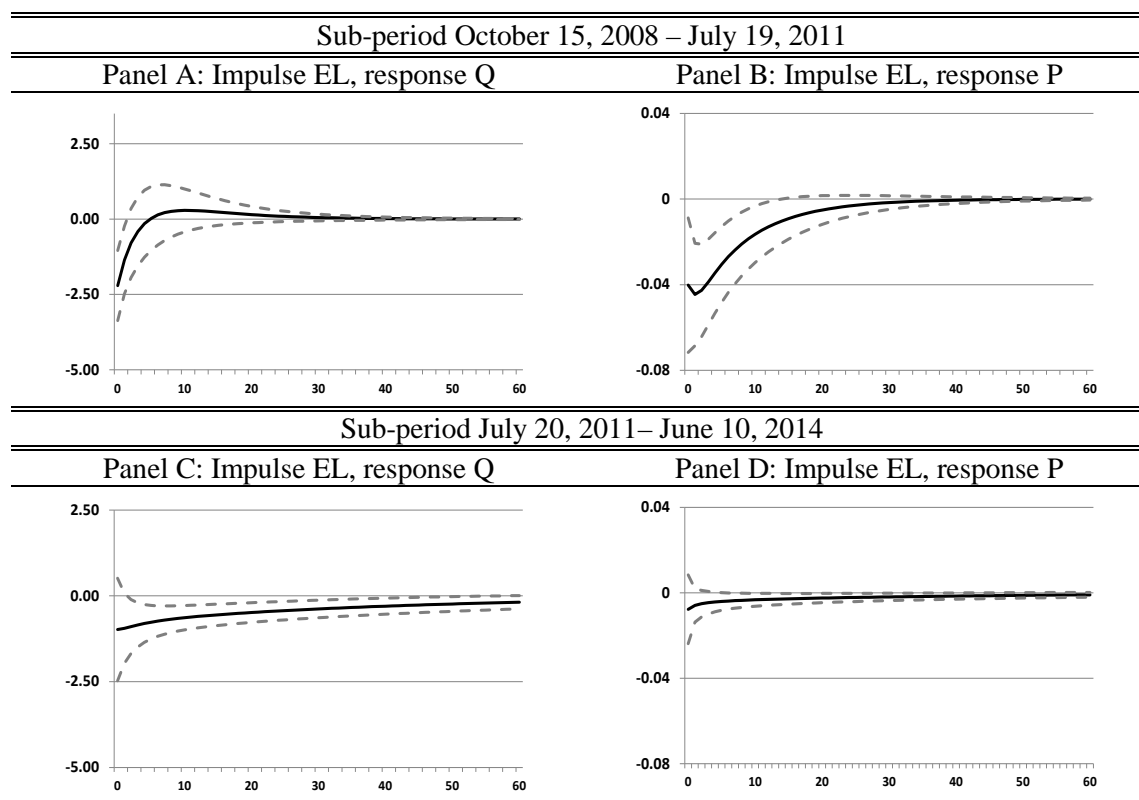 Sub-period October 15, 2008 – July 19, 2011
Panel A: Impulse EL, response Q
Panel B: Impulse EL, response P
2.50
0.00
-2.50
-5.00
0 10 20 30 40 50 60
0.04
0
-0.04
-0.08
0 10 20 30 40 50 60
Sub-period July 20, 2011– June 10, 2014
Panel C: Impulse EL, response Q
Panel D: Impulse EL, response P
2.50
0.00
-2.50
-5.00
0 10 20 30 40 50 60
0.04
0
-0.04
-0.08
0 10 20 30 40 50 60